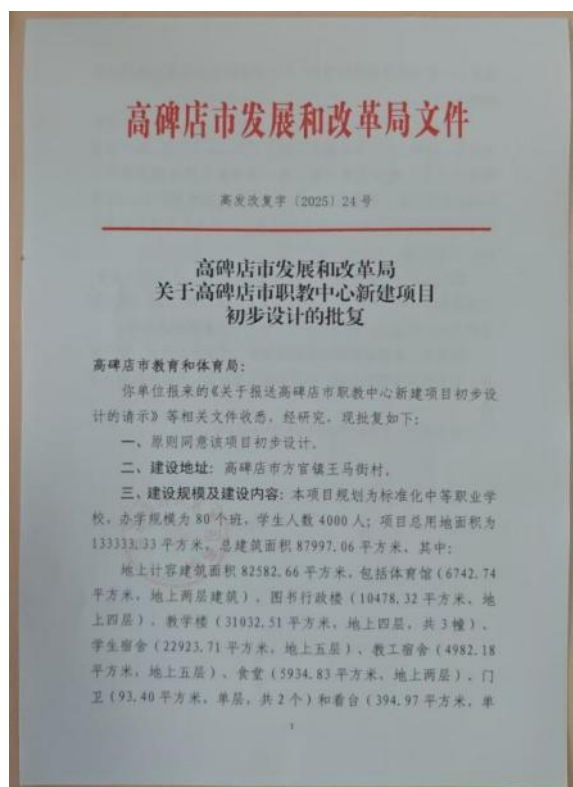 高碑店市发展和改革局文件
高发改复字〔2025〕24号
高碑店市发展和改革局
关于高碑店市职教中心新建项目
初步设计的批复
高碑店市教育和体育局：
你单位报来的《关于报送高碑店市职教中心新建项目初步设
计的请示》等相关文件收悉，经研究，现批复如下：
一、原则同意该项目初步设计。
二、建设地址：高碑店市方官镇王马街村。
三、建设规模及建设内容：本项目规划为标准化中等职业学
校，办学规模为80个班，学生人数4000人；项目总用地面积为
133333.33平方米，总建筑面积87997.06平方米，其中：
地上计容建筑面积82582.66平方米，包括体育馆（6742.74
平方米，地上两层建筑）、图书行政楼（10478.32平方米，地
上四层）、教学楼（31032.51平方米，地上四层，共3幢）、
学生宿舍（22923.71平方米，地上五层）、教工宿舍（4982.18
平方米，地上五层）、食堂（5934.83平方米，地上两层）、门
卫（93.40平方米，单层，共2个）和看台（394.97平方米，单
1